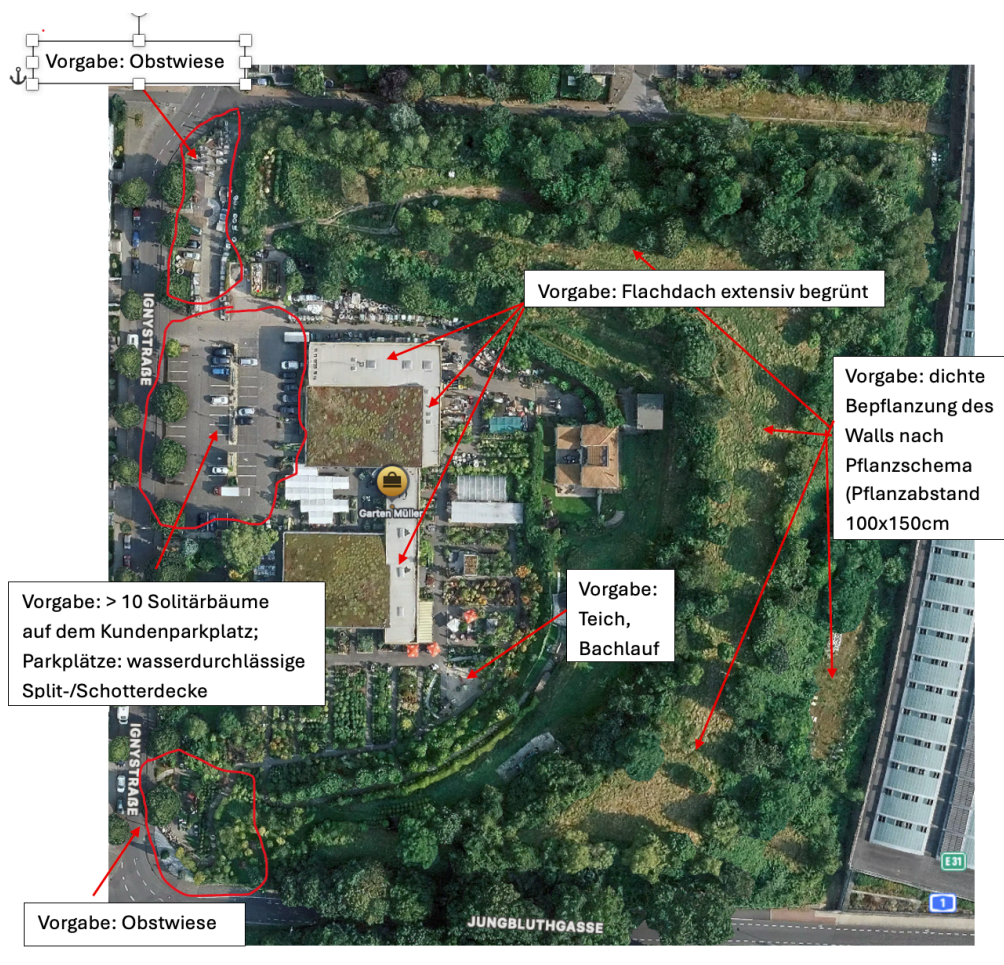 Vorgabe: Obstwiese
Vorgabe: Flachdach extensiv begrünt
IGNYSTRAßE
Vorgabe: dichte
Bepflanzung des
Walls nach
Pflanzschema
(Pflanzabstand
100x150cm
Garten Müller
Vorgabe: > 10 Solitärbäume
auf dem Kundenparkplatz;
Parkplätze: wasserdurchlässige
Split-/Schotterdecke
Vorgabe:
Teich,
Bachlauf
IGNYSTRAßE
E31
1
Vorgabe: Obstwiese
JUNGBLUTHGASSE